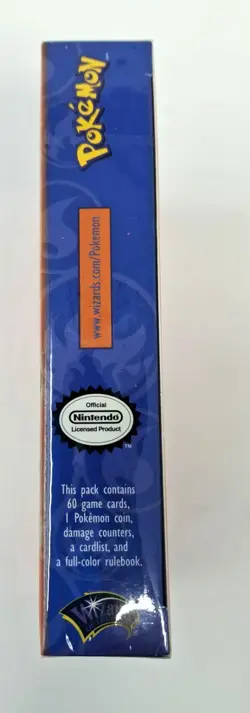 POKéMON
www.wizards.com/Pokemon
Official
Nintendo
Licensed Product
TM
This pack contains
60 game cards,
1 Pokémon coin,
damage counters,
a cardlist, and
a full-color rulebook.